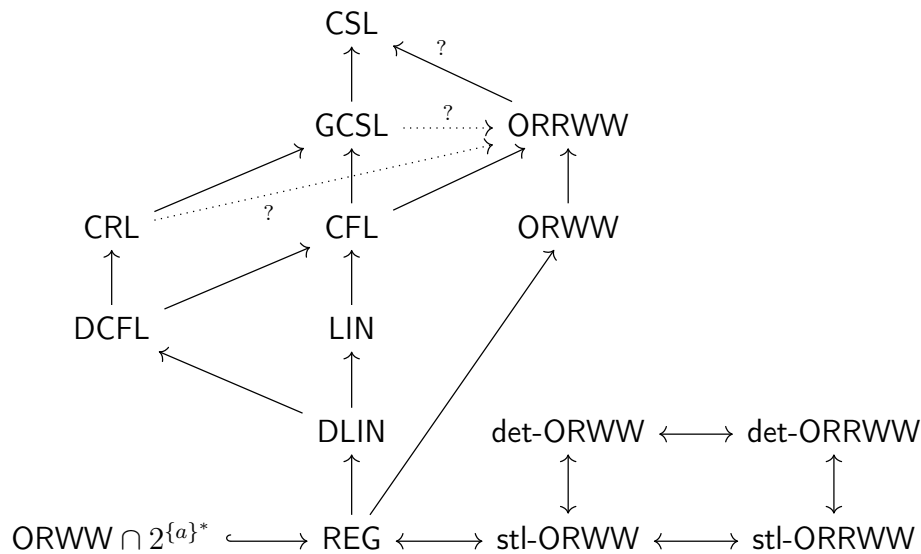 CSL
?
GCSL ? ORRWW
?
CRL CFL ORWW
DCFL LIN
DLIN det-ORWW det-ORRWW
ORWW ∩ 2^{{a}*} REG stl-ORWW stl-ORRWW